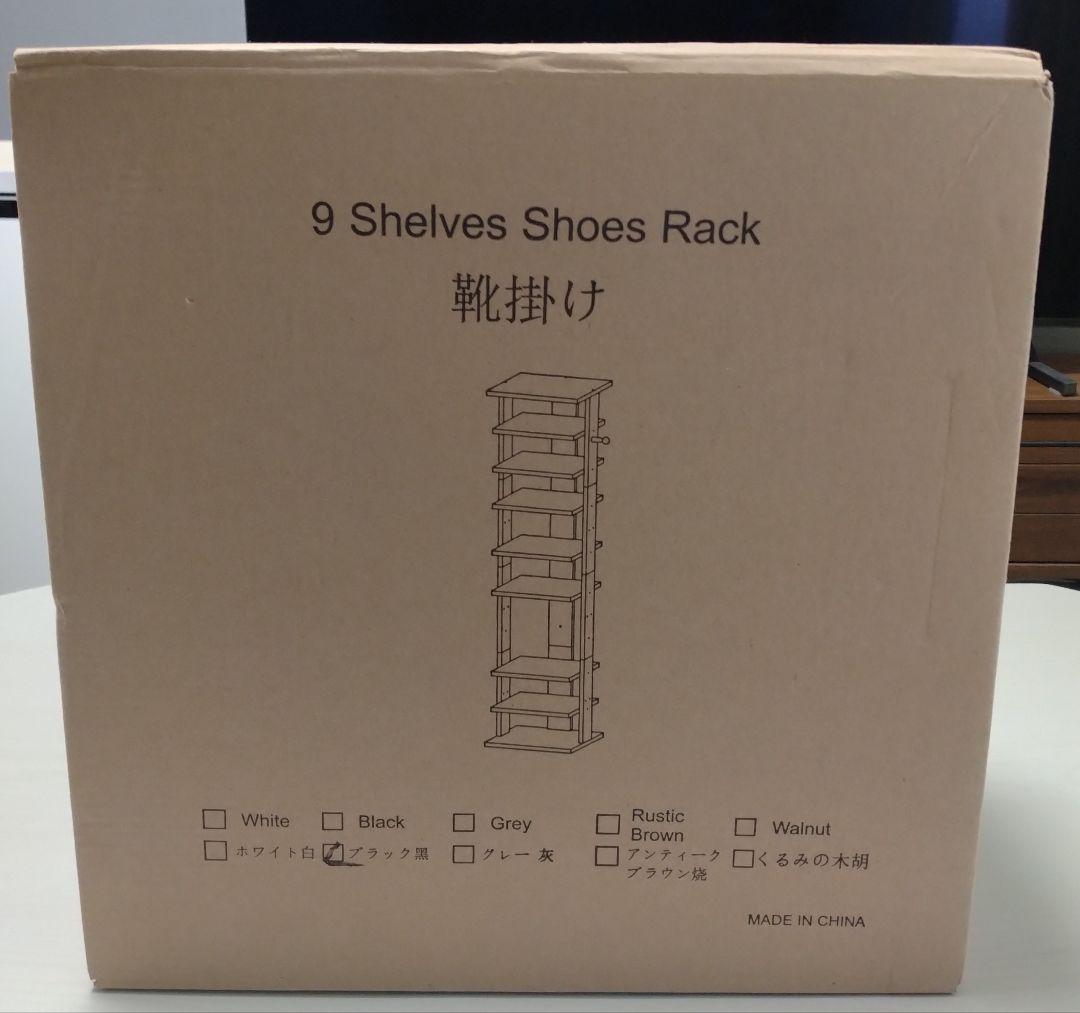 9 Shelves Shoes Rack
靴掛け
White Black Grey Rustic Brown Walnut
ホワイト白 ブラック黑 グレー 灰 アンティーク ブラウン烧 くるみの木胡
MADE IN CHINA